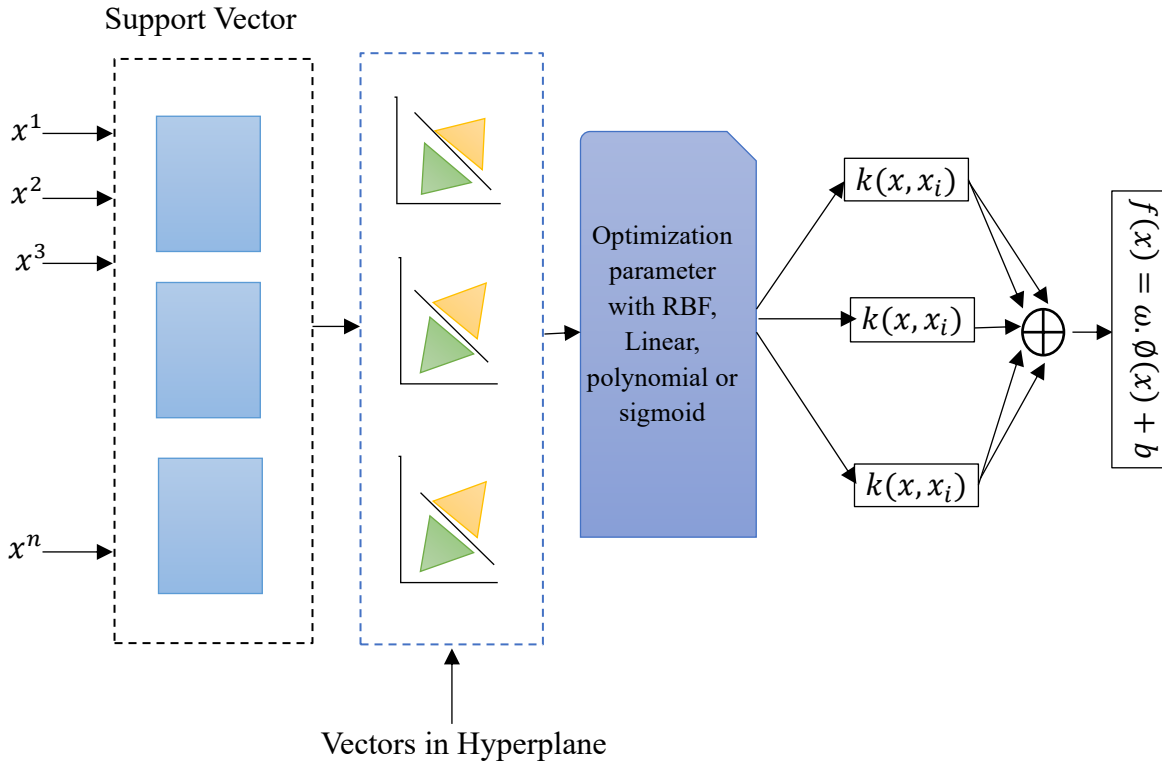 Support Vector
x¹
x²
x³
xⁿ
Optimization
parameter
with RBF,
Linear,
polynomial or
sigmoid
k(x, xᵢ)
k(x, xᵢ)
k(x, xᵢ)
f(x) = ω.∅(x) + b
Vectors in Hyperplane